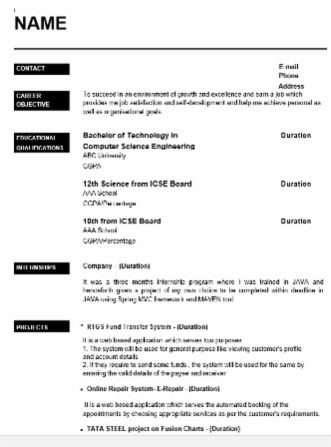 NAME
CONTACT
E-mail
Phone
Address
CAREER
OBJECTIVE
To succeed in an environment of growth and excellence and earn a job which
provides me job satisfaction and self-development and help me achieve personal as
well as organisational goals.
EDUCATIONAL
QUALIFICATIONS
Bachelor of Technology in
Computer Science Engineering
Duration
ABC University
CGPA
12th Science from ICSE Board
Duration
AAA School
CGPA/Percentage
10th from ICSE Board
Duration
AAA School
CGPA/Percentage
INTERNSHIPS
Company - (Duration)
It was a three months Internship program where I was trained in JAVA and
henceforth given a project of my own choice to be completed within deadline in
JAVA using Spring MVC framework and MAVEN tool
PROJECTS
• RTGS Fund Transfer System - (Duration)
It is a web based application which serves two purposes
1. The system will be used for general purpose like viewing customer's profile
and account details
2. If they require to send some funds , the system will be used for the same by
entering the valid details of the payee and receiver
• Online Repair System- E-Repair - (Duration)
It is a web based application which serves the automated booking of the
appointments by choosing appropriate services as per the customer's requirements.
• TATA STEEL project on Fusion Charts - (Duration)